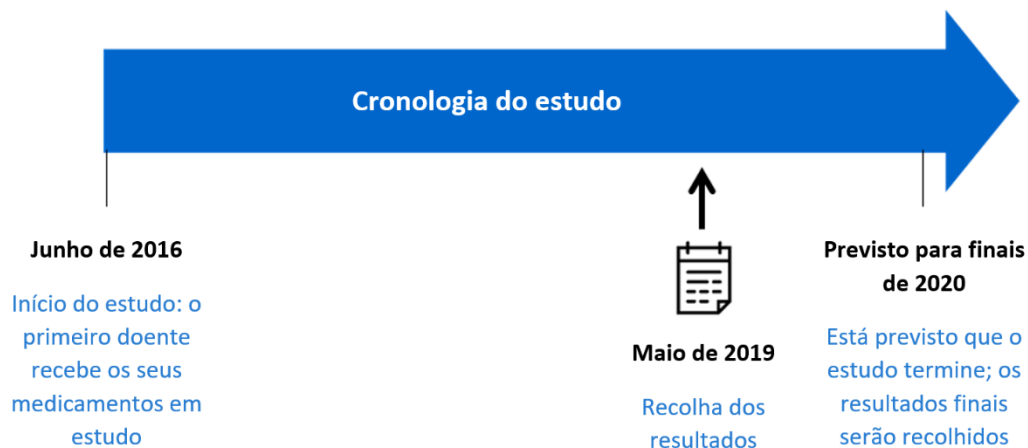 Cronologia do estudo
Junho de 2016
Início do estudo: o
primeiro doente
recebe os seus
medicamentos em
estudo
Maio de 2019
Recolha dos
resultados
Previsto para finais
de 2020
Está previsto que o
estudo termine; os
resultados finais
serão recolhidos